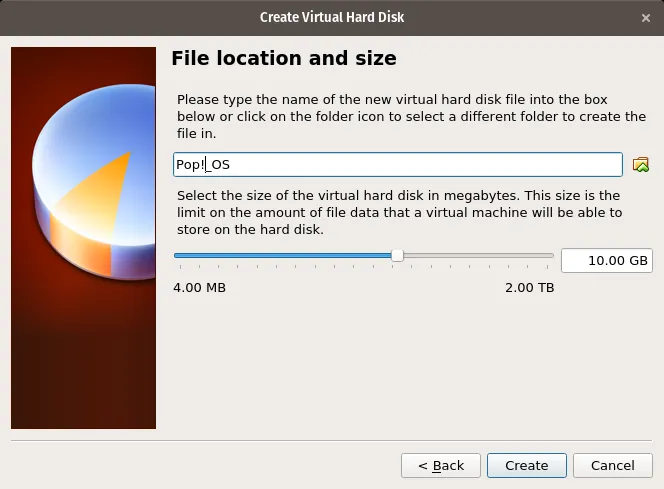 Create Virtual Hard Disk
×
File location and size
Please type the name of the new virtual hard disk file into the box
below or click on the folder icon to select a different folder to create the
file in.
Pop!_OS
Select the size of the virtual hard disk in megabytes. This size is the
limit on the amount of file data that a virtual machine will be able to
store on the hard disk.
10.00 GB
4.00 MB 2.00 TB
< Back Create Cancel